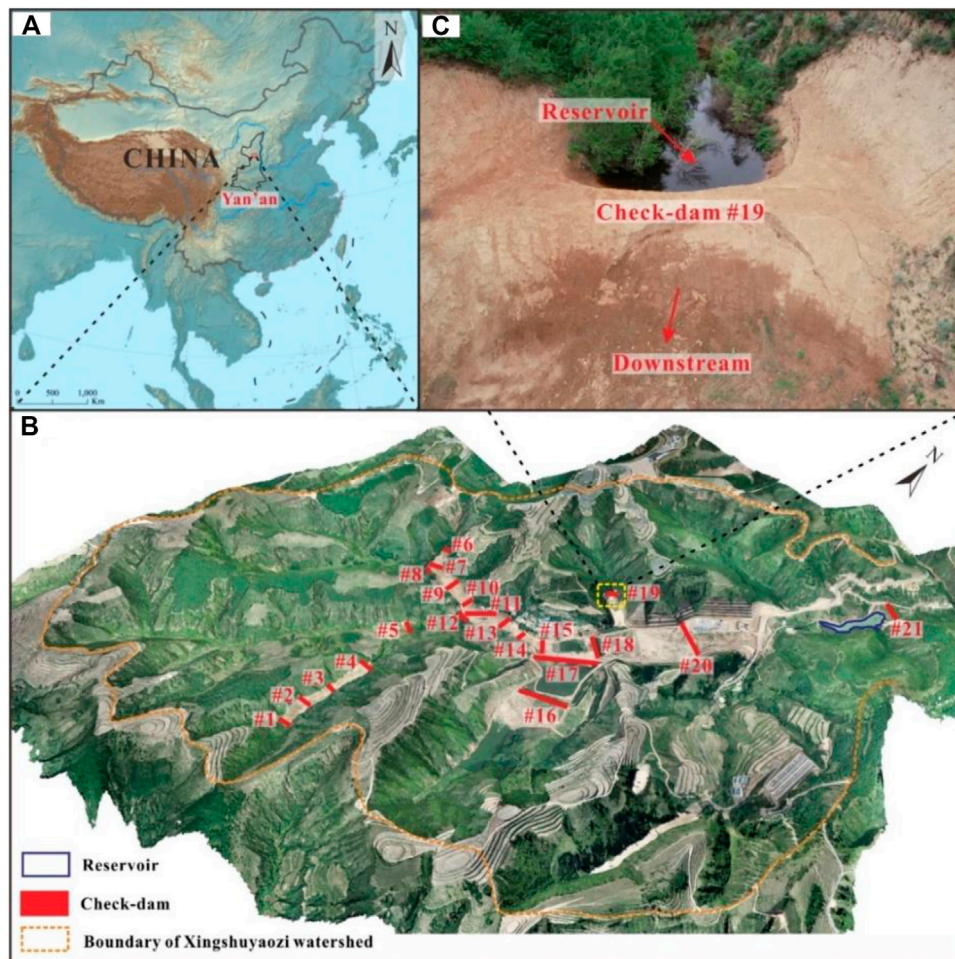 A
N
CHINA
Yan'an
0 500 1,000
Km
C
Reservoir
Check-dam #19
Downstream
B
N
#6
#7
#8
#9
#10
#11
#12
#13
#14
#15
#5
#4
#3
#2
#1
#16
#17
#18
#19
#20
#21
Reservoir
Check-dam
Boundary of Xingshuyaozi watershed